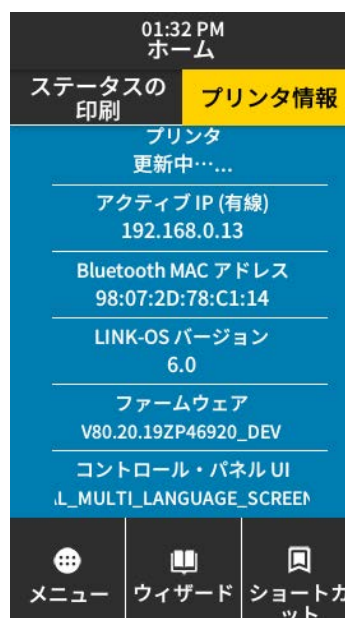 01:32 PM
ホーム
ステータスの
印刷
プリンタ情報
プリンタ
更新中…...
アクティブ IP (有線)
192.168.0.13
Bluetooth MAC アドレス
98:07:2D:78:C1:14
LINK-OS バージョン
6.0
ファームウェア
V80.20.19ZP46920_DEV
コントロール・パネル UI
L_MULTI_LANGUAGE_SCREEN
メニュー
ウィザード
ショートカ
ット